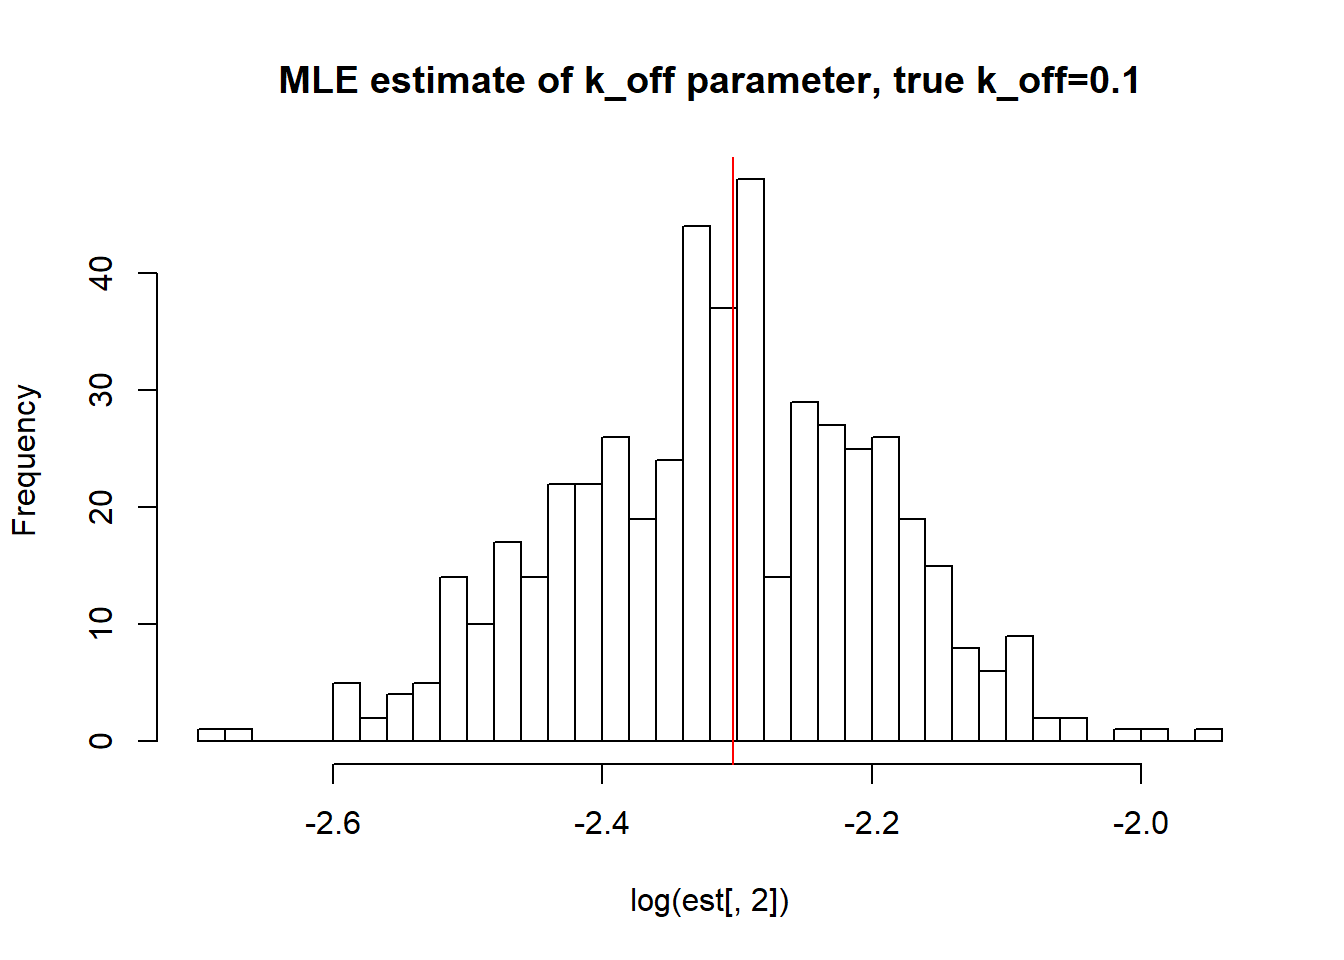 MLE estimate of k_off parameter, true k_off=0.1
Frequency
40
30
20
10
0
-2.6 -2.4 -2.2 -2.0
log(est[, 2])